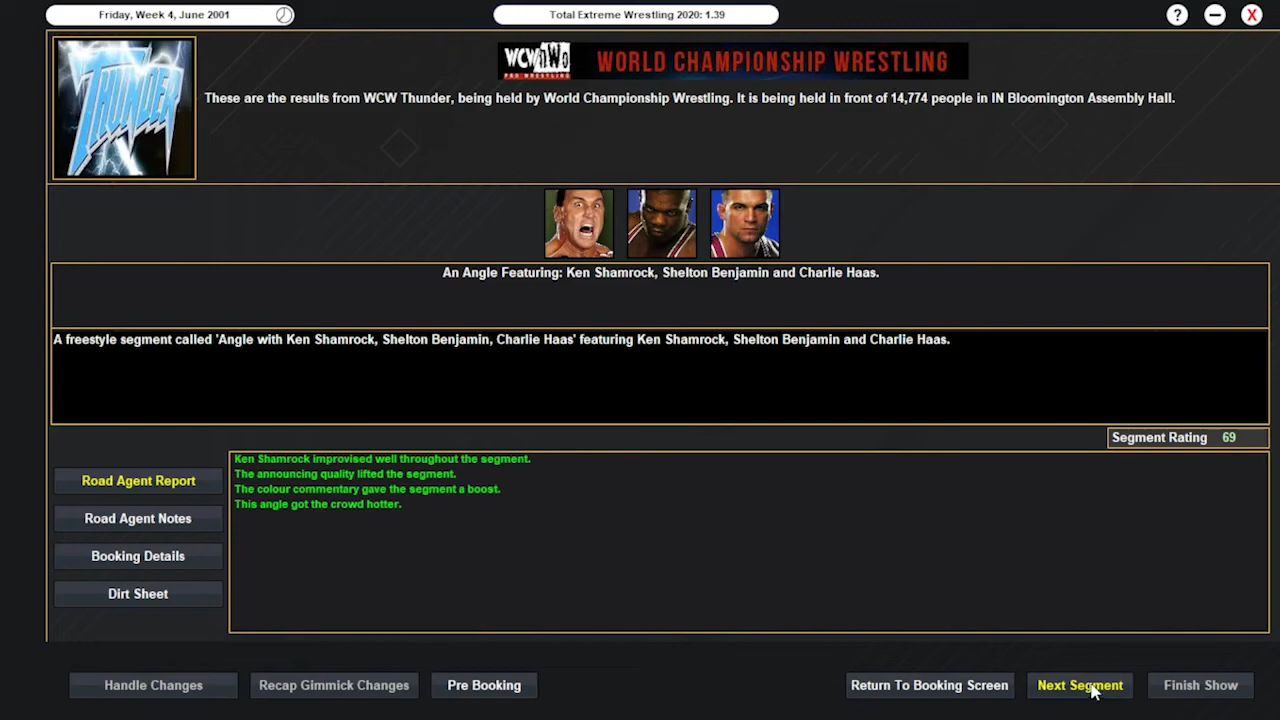 Friday, Week 4, June 2001
Total Extreme Wrestling 2020: 1.39
?
X
THUNDER
WCW
PRO WRESTLING
WORLD CHAMPIONSHIP WRESTLING
These are the results from WCW Thunder, being held by World Championship Wrestling. It is being held in front of 14,774 people in IN Bloomington Assembly Hall.
An Angle Featuring: Ken Shamrock, Shelton Benjamin and Charlie Haas.
A freestyle segment called 'Angle with Ken Shamrock, Shelton Benjamin, Charlie Haas' featuring Ken Shamrock, Shelton Benjamin and Charlie Haas.
Segment Rating 69
Ken Shamrock improvised well throughout the segment.
The announcing quality lifted the segment.
The colour commentary gave the segment a boost.
This angle got the crowd hotter.
Road Agent Report
Road Agent Notes
Booking Details
Dirt Sheet
Handle Changes
Recap Gimmick Changes
Pre Booking
Return To Booking Screen
Next Segment
Finish Show